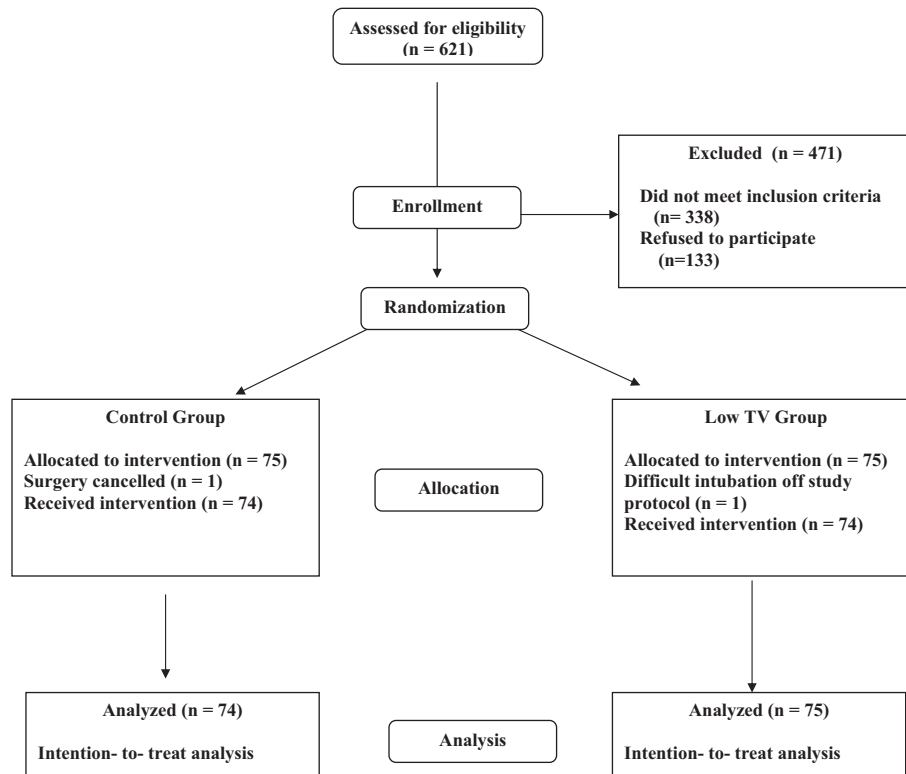 Assessed for eligibility
(n = 621)
Excluded (n = 471)
Did not meet inclusion criteria
(n= 338)
Refused to participate
(n=133)
Enrollment
Randomization
Control Group
Allocated to intervention (n = 75)
Surgery cancelled (n = 1)
Received intervention (n = 74)
Low TV Group
Allocated to intervention (n = 75)
Difficult intubation off study
protocol (n = 1)
Received intervention (n = 74)
Allocation
Analyzed (n = 74)
Intention- to- treat analysis
Analyzed (n = 75)
Intention- to- treat analysis
Analysis